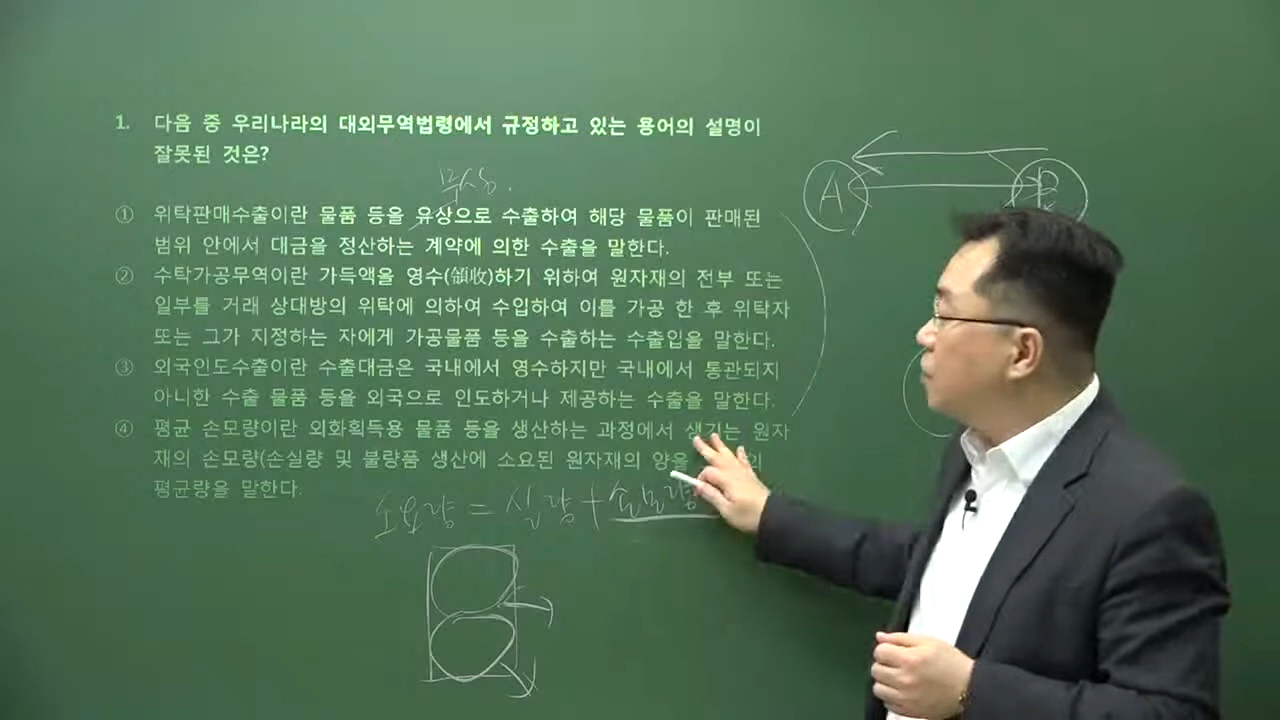 1. 다음 중 우리나라의 대외무역법령에서 규정하고 있는 용어의 설명이
잘못된 것은?
무상.
① 위탁판매수출이란 물품 등을 유상으로 수출하여 해당 물품이 판매된
범위 안에서 대금을 정산하는 계약에 의한 수출을 말한다.
② 수탁가공무역이란 가득액을 영수(領收)하기 위하여 원자재의 전부 또는
일부를 거래 상대방의 위탁에 의하여 수입하여 이를 가공 한 후 위탁자
또는 그가 지정하는 자에게 가공물품 등을 수출하는 수출입을 말한다.
③ 외국인도수출이란 수출대금은 국내에서 영수하지만 국내에서 통관되지
아니한 수출 물품 등을 외국으로 인도하거나 제공하는 수출을 말한다.
④ 평균 손모량이란 외화획득용 물품 등을 생산하는 과정에서 생기는 원자
재의 손모량(손실량 및 불량품 생산에 소요된 원자재의 양을
평균량을 말한다.
소요량 = 실량 + 손모량
A B